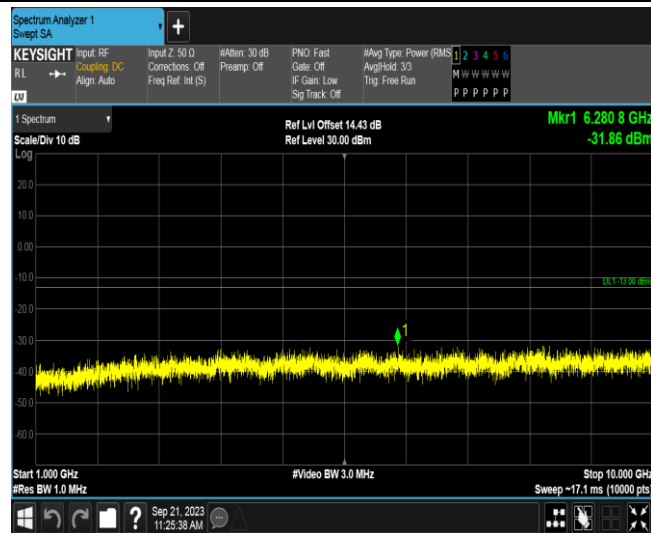 Spectrum Analyzer 1
Swept SA
KEYSIGHT
RL
LXI
Input: RF
Coupling: DC
Align: Auto
Input Z: 50 Ω
Corrections: Off
Freq Ref: Int (S)
#Atten: 30 dB
Preamp: Off
PNO: Fast
Gate: Off
IF Gain: Low
Sig Track: Off
#Avg Type: Power (RMS
Avg|Hold: 3/3
Trig: Free Run
1 2 3 4 5 6
M W W W W W
P P P P P P
1 Spectrum
Scale/Div 10 dB
Ref Lvl Offset 14.43 dB
Ref Level 30.00 dBm
Mkr1 6.280 8 GHz
-31.86 dBm
Log
20.0
10.0
0.00
-10.0
DL1 -13.00 dBm
-20.0
-30.0
1
-40.0
-50.0
-60.0
Start 1.000 GHz
#Res BW 1.0 MHz
#Video BW 3.0 MHz
Stop 10.000 GHz
Sweep ~17.1 ms (10000 pts)
?
Sep 21, 2023
11:25:38 AM